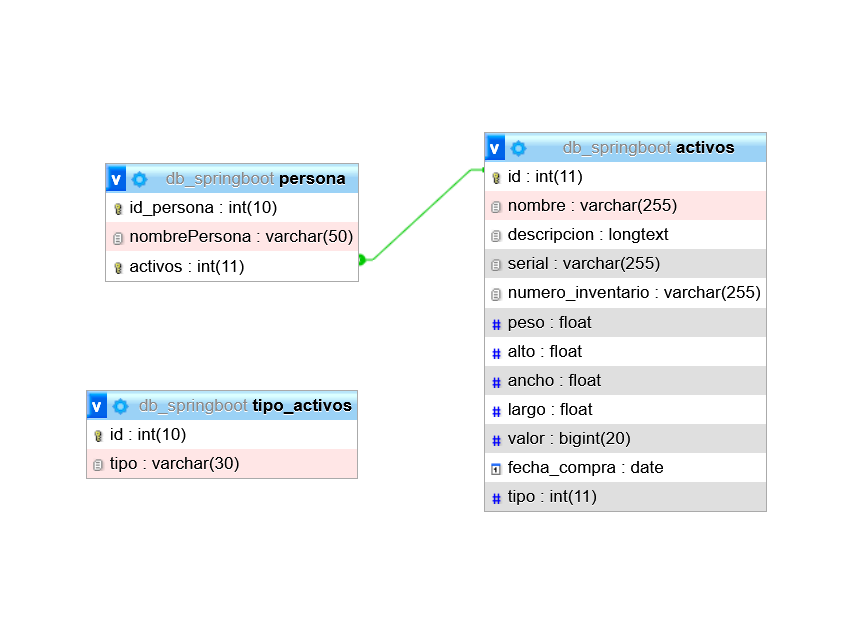 v db_springboot persona
id_persona : int(10)
nombrePersona : varchar(50)
activos : int(11)
v db_springboot tipo_activos
id : int(10)
tipo : varchar(30)
v db_springboot activos
id : int(11)
nombre : varchar(255)
descripcion : longtext
serial : varchar(255)
numero_inventario : varchar(255)
# peso : float
# alto : float
# ancho : float
# largo : float
# valor : bigint(20)
fecha_compra : date
# tipo : int(11)